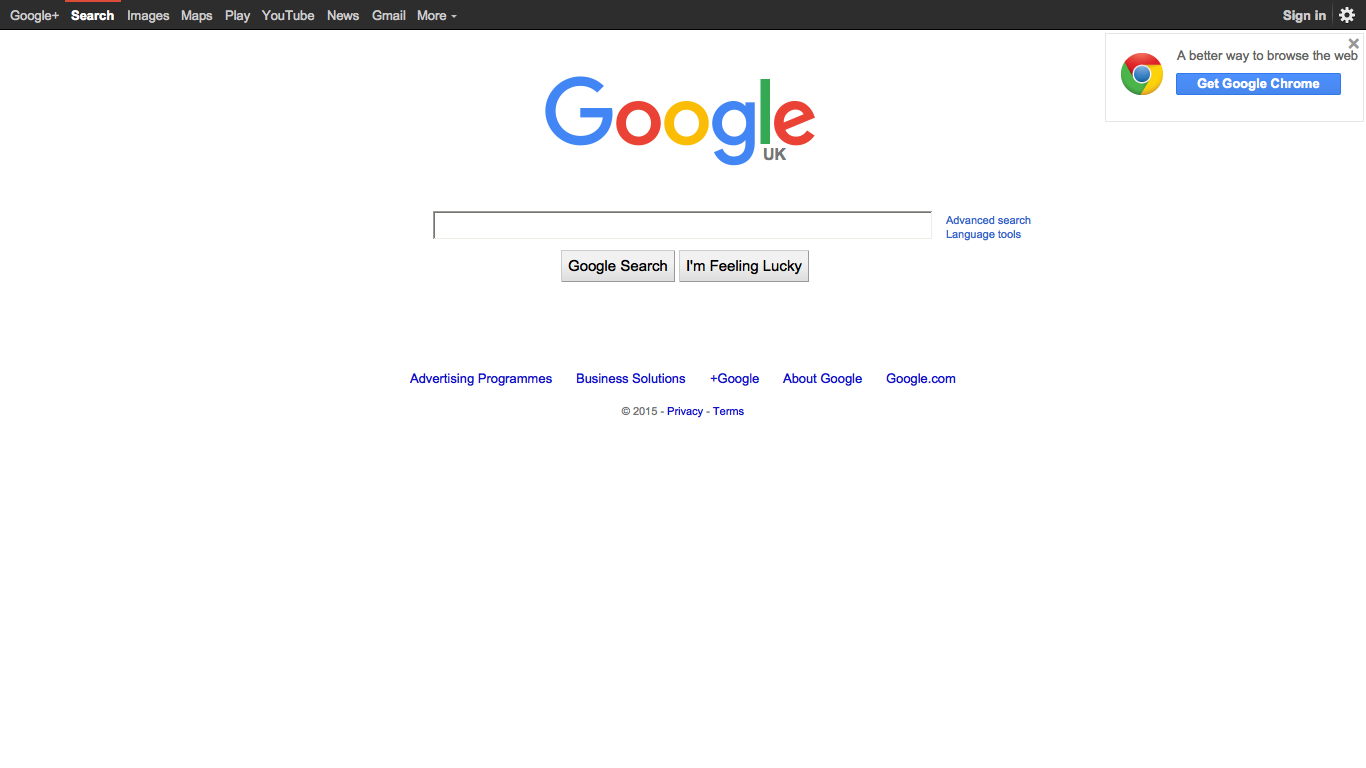 Google+ Search Images Maps Play YouTube News Gmail More Sign in
A better way to browse the web
Get Google Chrome
Google
UK
Advanced search
Language tools
Google Search I'm Feeling Lucky
Advertising Programmes Business Solutions +Google About Google Google.com
© 2015 - Privacy - Terms